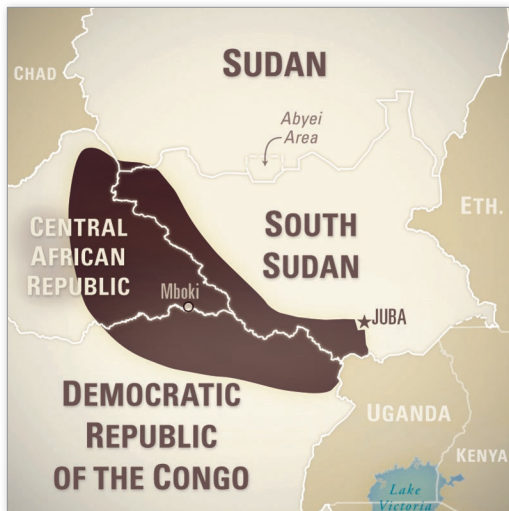 SUDAN
CHAD
Abyei
Area
ETH.
SOUTH
SUDAN
CENTRAL
AFRICAN
REPUBLIC
Mboki
JUBA
DEMOCRATIC
REPUBLIC
OF THE CONGO
UGANDA
KENYA
Lake
Victoria